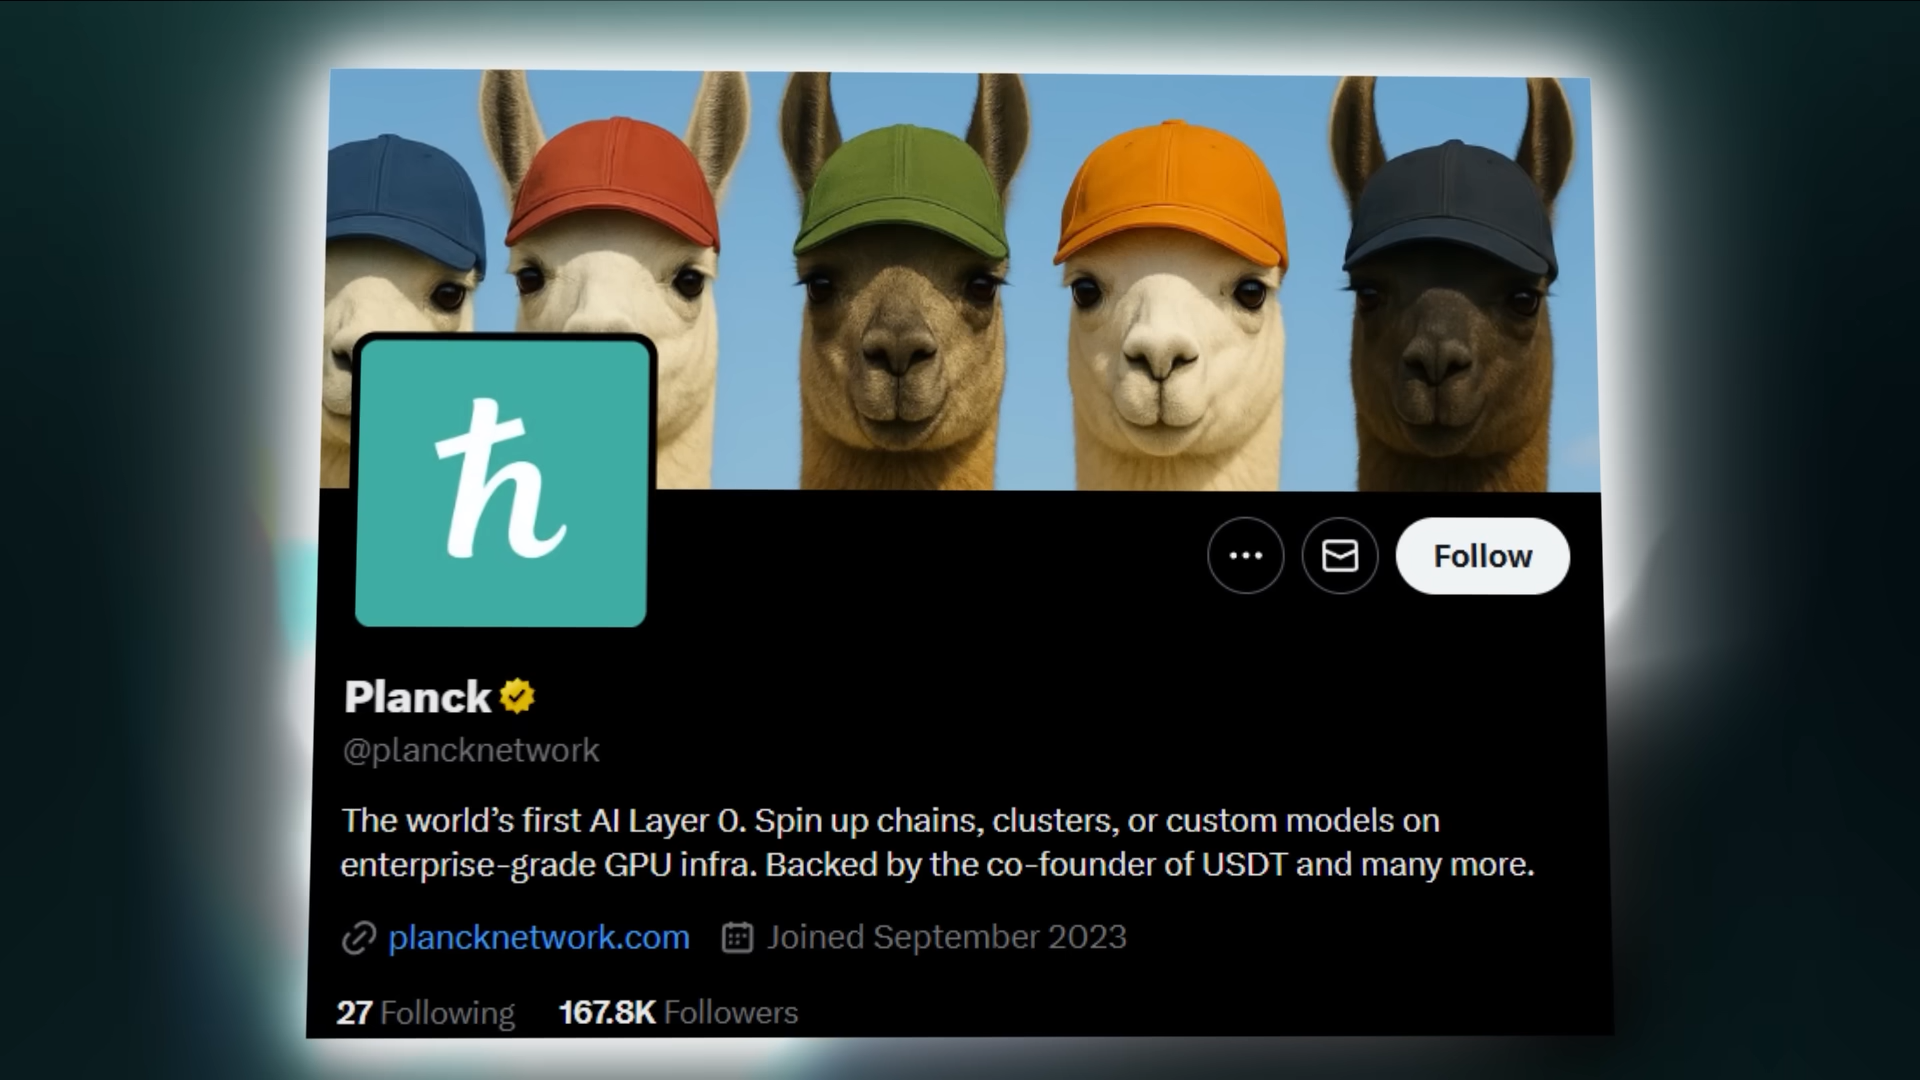 ħ
Follow
Planck
@plancknetwork
The world’s first AI Layer 0. Spin up chains, clusters, or custom models on
enterprise-grade GPU infra. Backed by the co-founder of USDT and many more.
plancknetwork.com Joined September 2023
27 Following 167.8K Followers